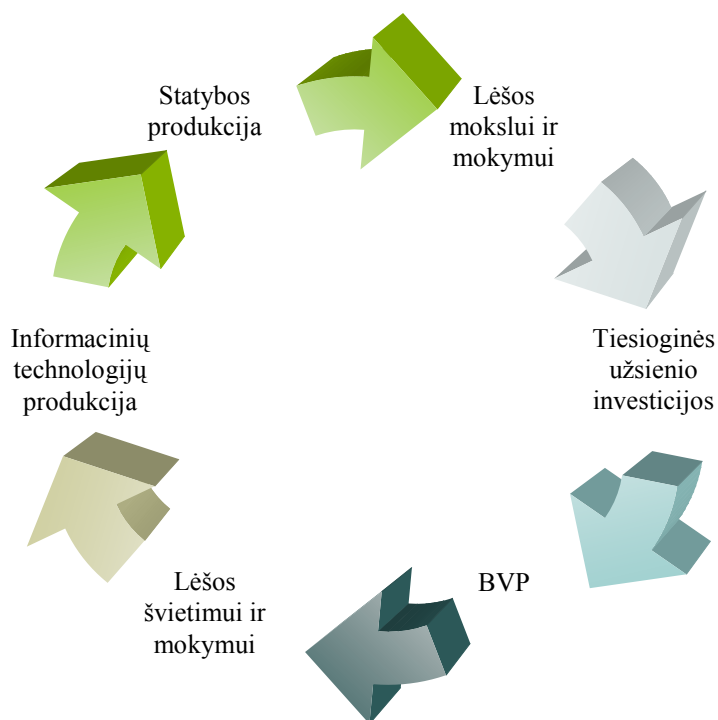 Statybos
produkcija
Lėšos
mokslui ir
mokymui
Tiesioginės
užsienio
investicijos
BVP
Lėšos
švietimui ir
mokymui
Informacinių
technologijų
produkcija